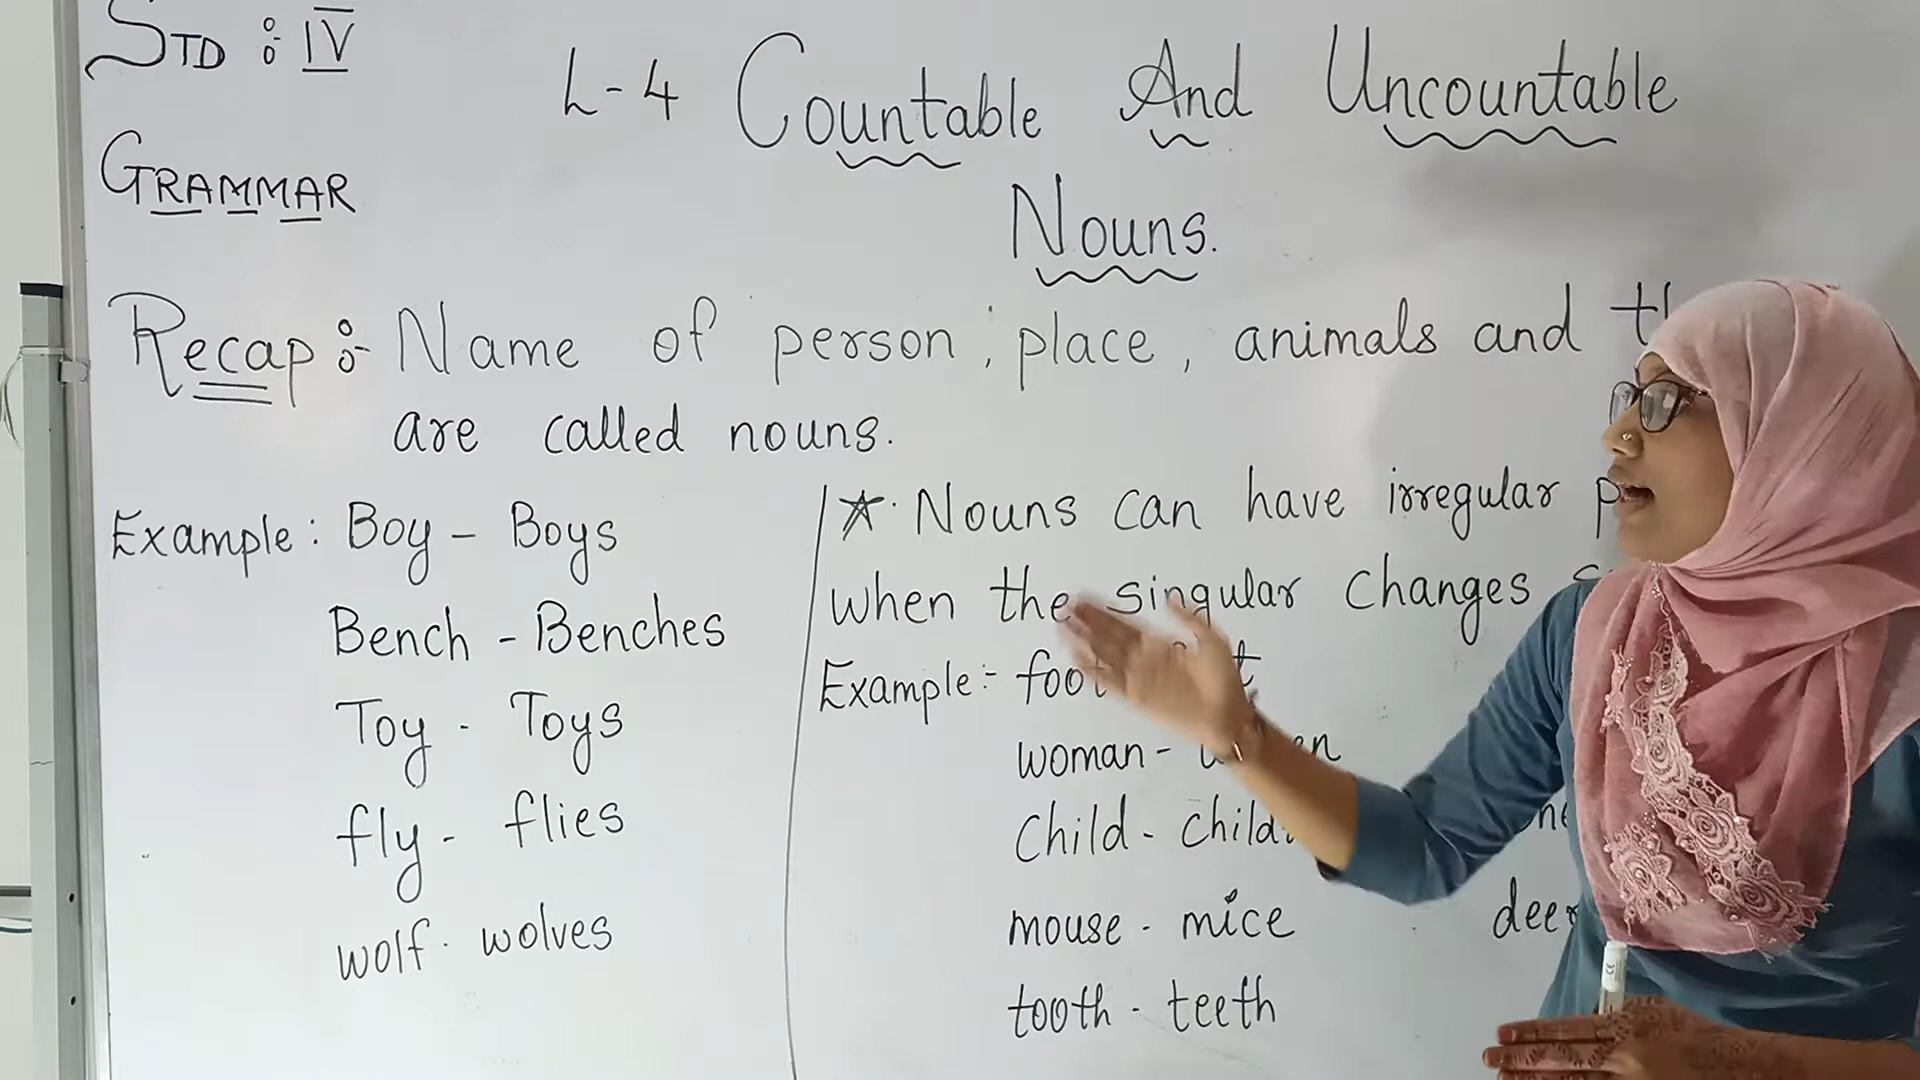 STD : IV
L-4 Countable And Uncountable
GRAMMAR
Nouns.
Recap :- Name of person, place, animals and
are called nouns.
Example : Boy - Boys
Bench - Benches
Toy - Toys
fly - flies
wolf - wolves
★ Nouns can have irregular
when the singular changes
Example :- foot
woman -
Child -
mouse - mice
deer
tooth - teeth